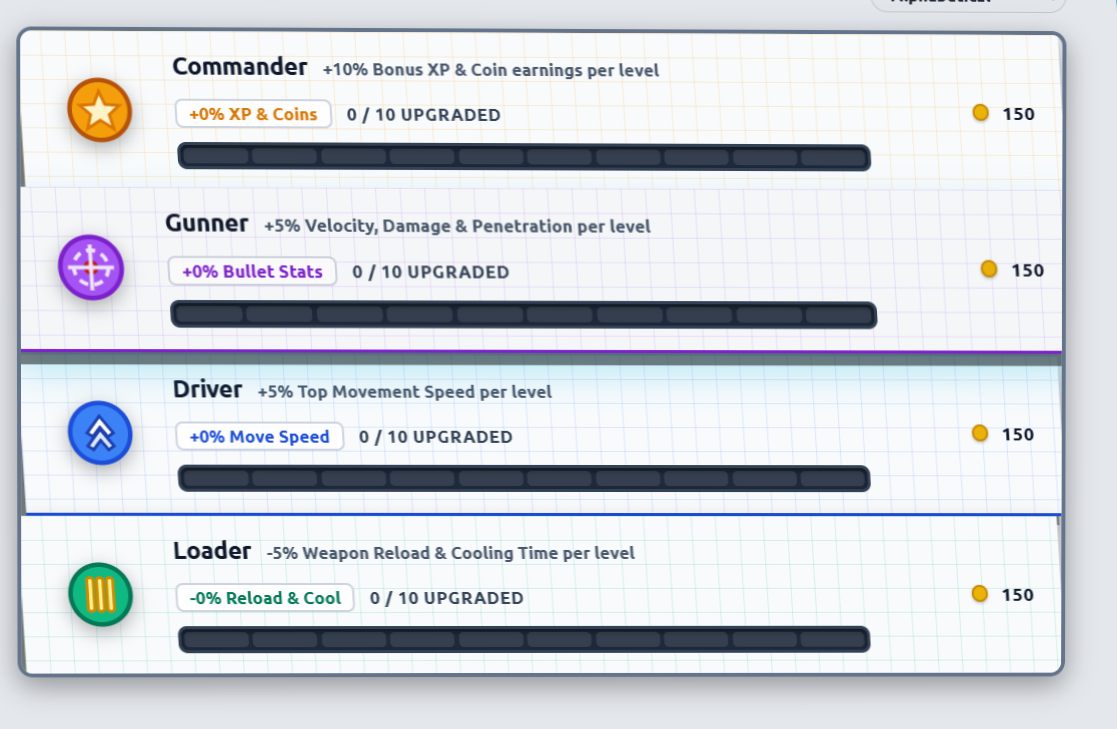 Commander +10% Bonus XP & Coin earnings per level
+0% XP & Coins 0 / 10 UPGRADED
150
Gunner +5% Velocity, Damage & Penetration per level
+0% Bullet Stats 0 / 10 UPGRADED
150
Driver +5% Top Movement Speed per level
+0% Move Speed 0 / 10 UPGRADED
150
Loader -5% Weapon Reload & Cooling Time per level
-0% Reload & Cool 0 / 10 UPGRADED
150